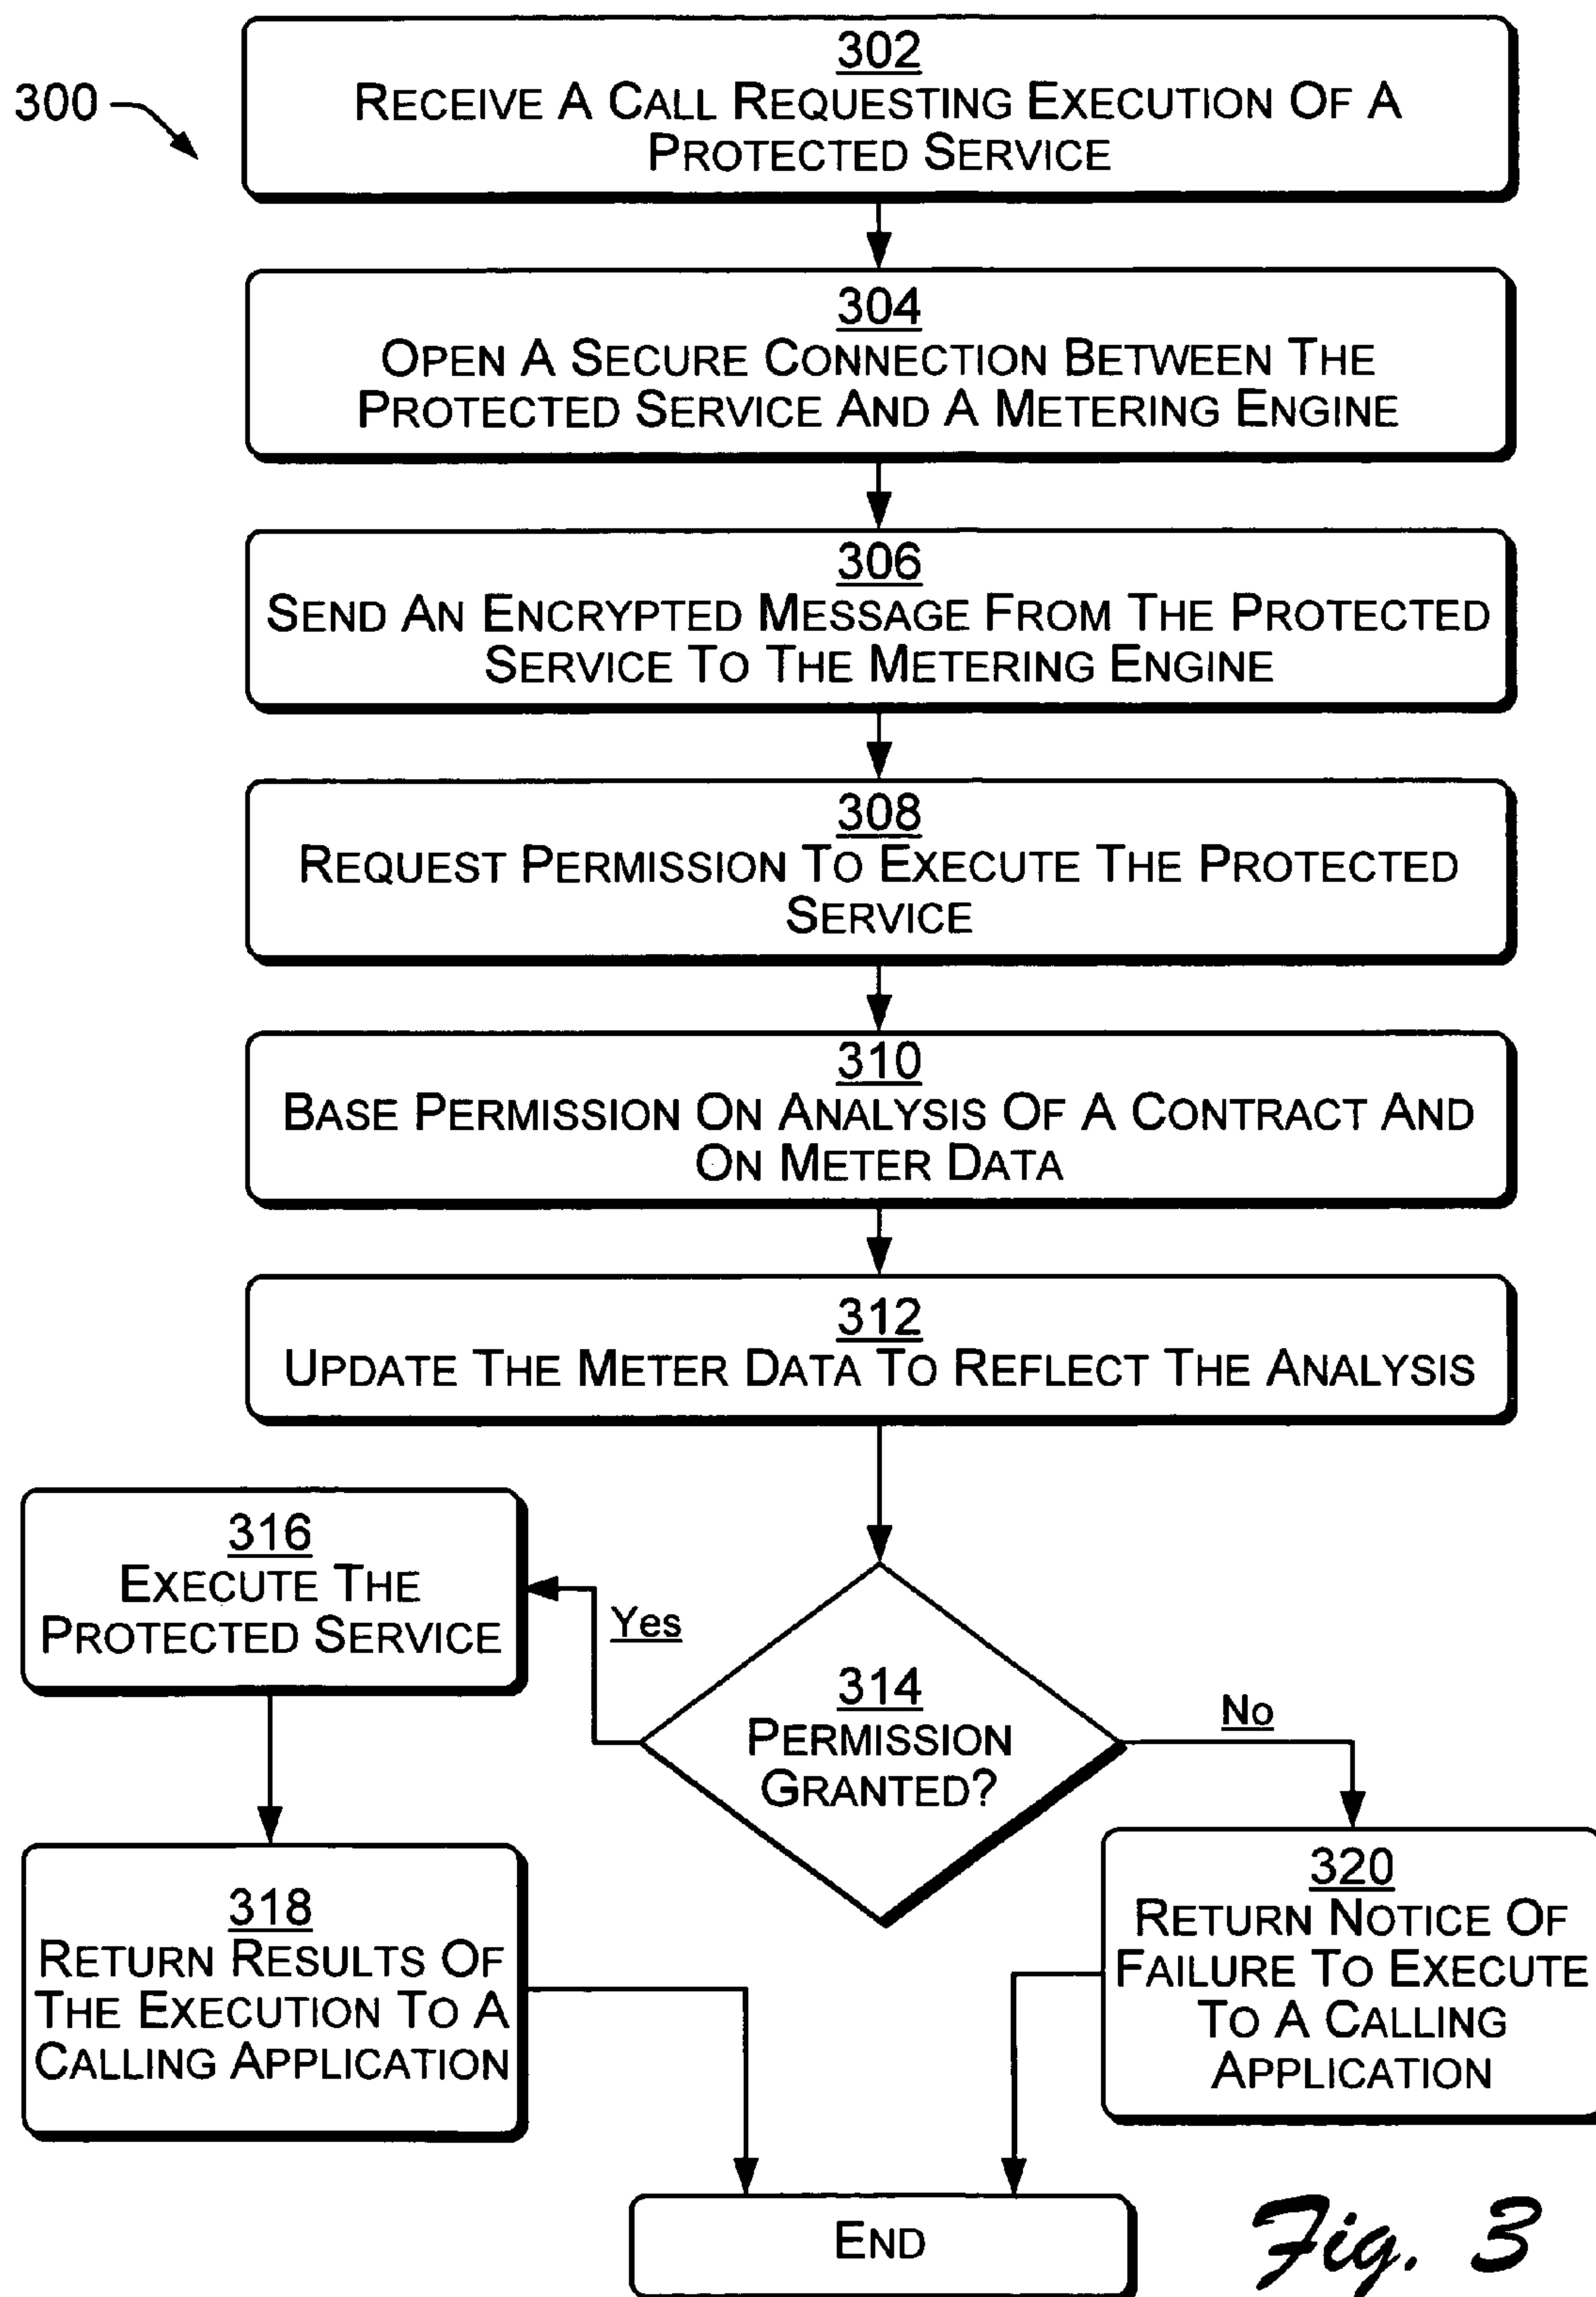 300
302
RECEIVE A CALL REQUESTING EXECUTION OF A
PROTECTED SERVICE
304
OPEN A SECURE CONNECTION BETWEEN THE
PROTECTED SERVICE AND A METERING ENGINE
306
SEND AN ENCRYPTED MESSAGE FROM THE PROTECTED
SERVICE TO THE METERING ENGINE
308
REQUEST PERMISSION TO EXECUTE THE PROTECTED
SERVICE
310
BASE PERMISSION ON ANALYSIS OF A CONTRACT AND
ON METER DATA
312
UPDATE THE METER DATA TO REFLECT THE ANALYSIS
316
EXECUTE THE
PROTECTED SERVICE
Yes
314
PERMISSION
GRANTED?
No
318
RETURN RESULTS OF
THE EXECUTION TO A
CALLING APPLICATION
320
RETURN NOTICE OF
FAILURE TO EXECUTE
TO A CALLING
APPLICATION
END
Fig. 3